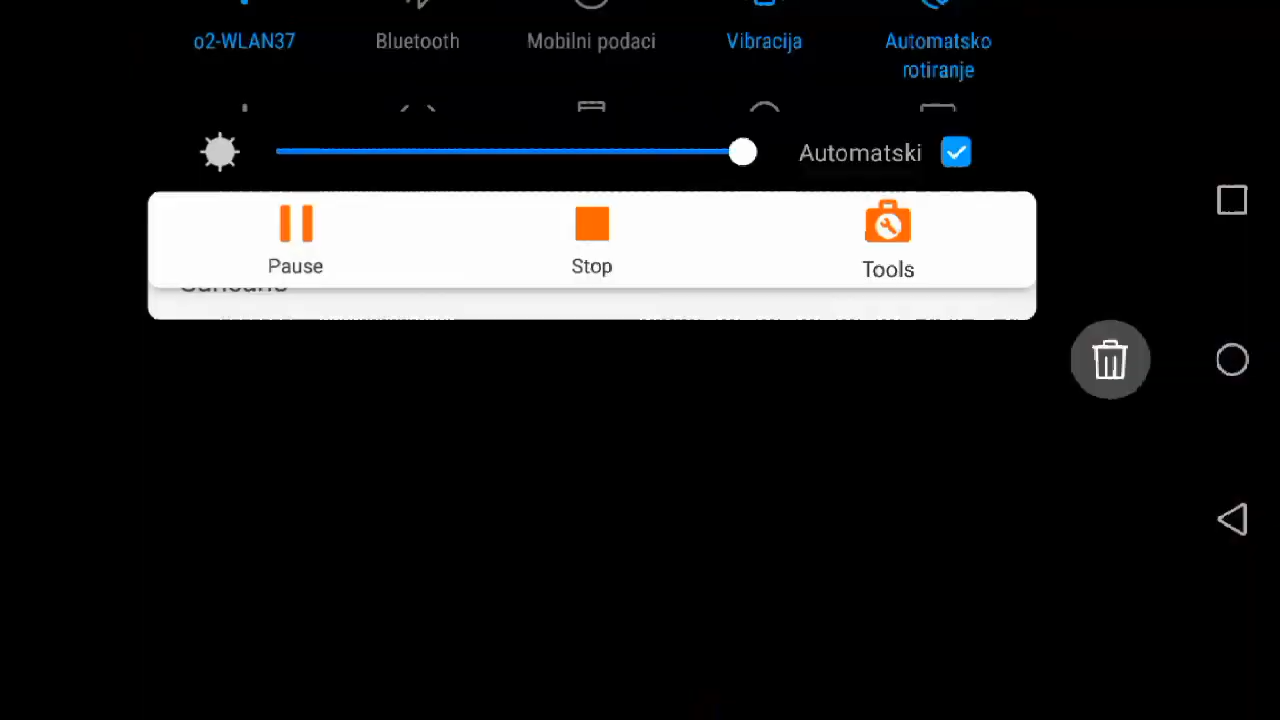 o2-WLAN37 Bluetooth Mobilni podaci Vibracija Automatsko
rotiranje
Automatski
Pause Stop Tools